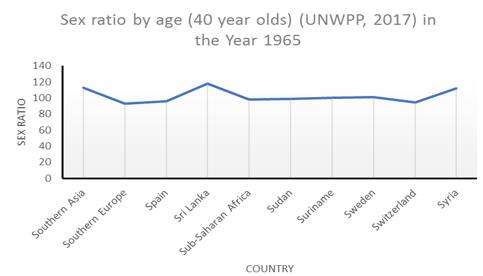 Sex ratio by age (40 year olds) (UNWPP, 2017) in
the Year 1965
140
120
100
80
60
40
20
0
SEX RATIO
Southern Asia
Southern Europe
Spain
Sri Lanka
Sub-Saharan Africa
Sudan
Suriname
Sweden
Switzerland
Syria
COUNTRY